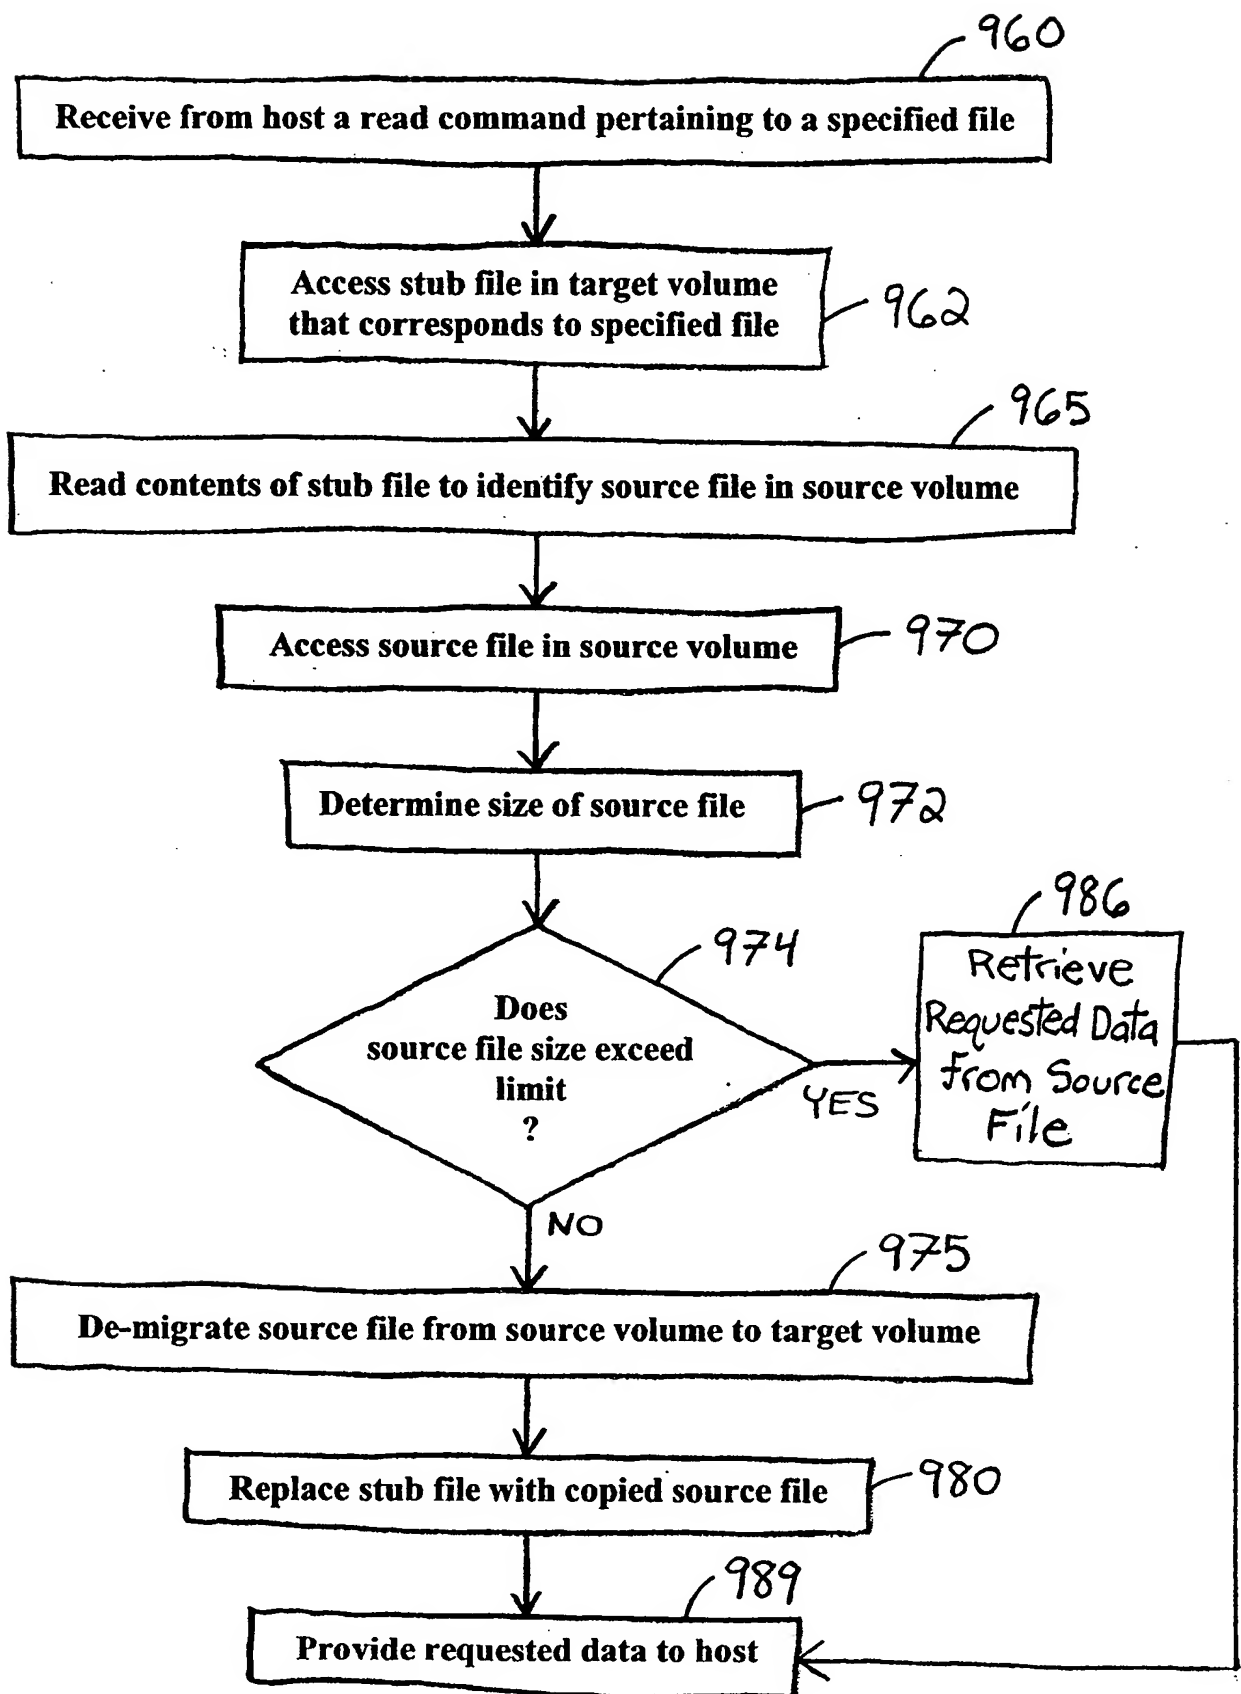 960
Receive from host a read command pertaining to a specified file
Access stub file in target volume
that corresponds to specified file
962
965
Read contents of stub file to identify source file in source volume
Access source file in source volume
970
Determine size of source file
972
974
Does
source file size exceed
limit
?
YES
NO
986
Retrieve
Requested Data
from Source
File
975
De-migrate source file from source volume to target volume
Replace stub file with copied source file
980
989
Provide requested data to host